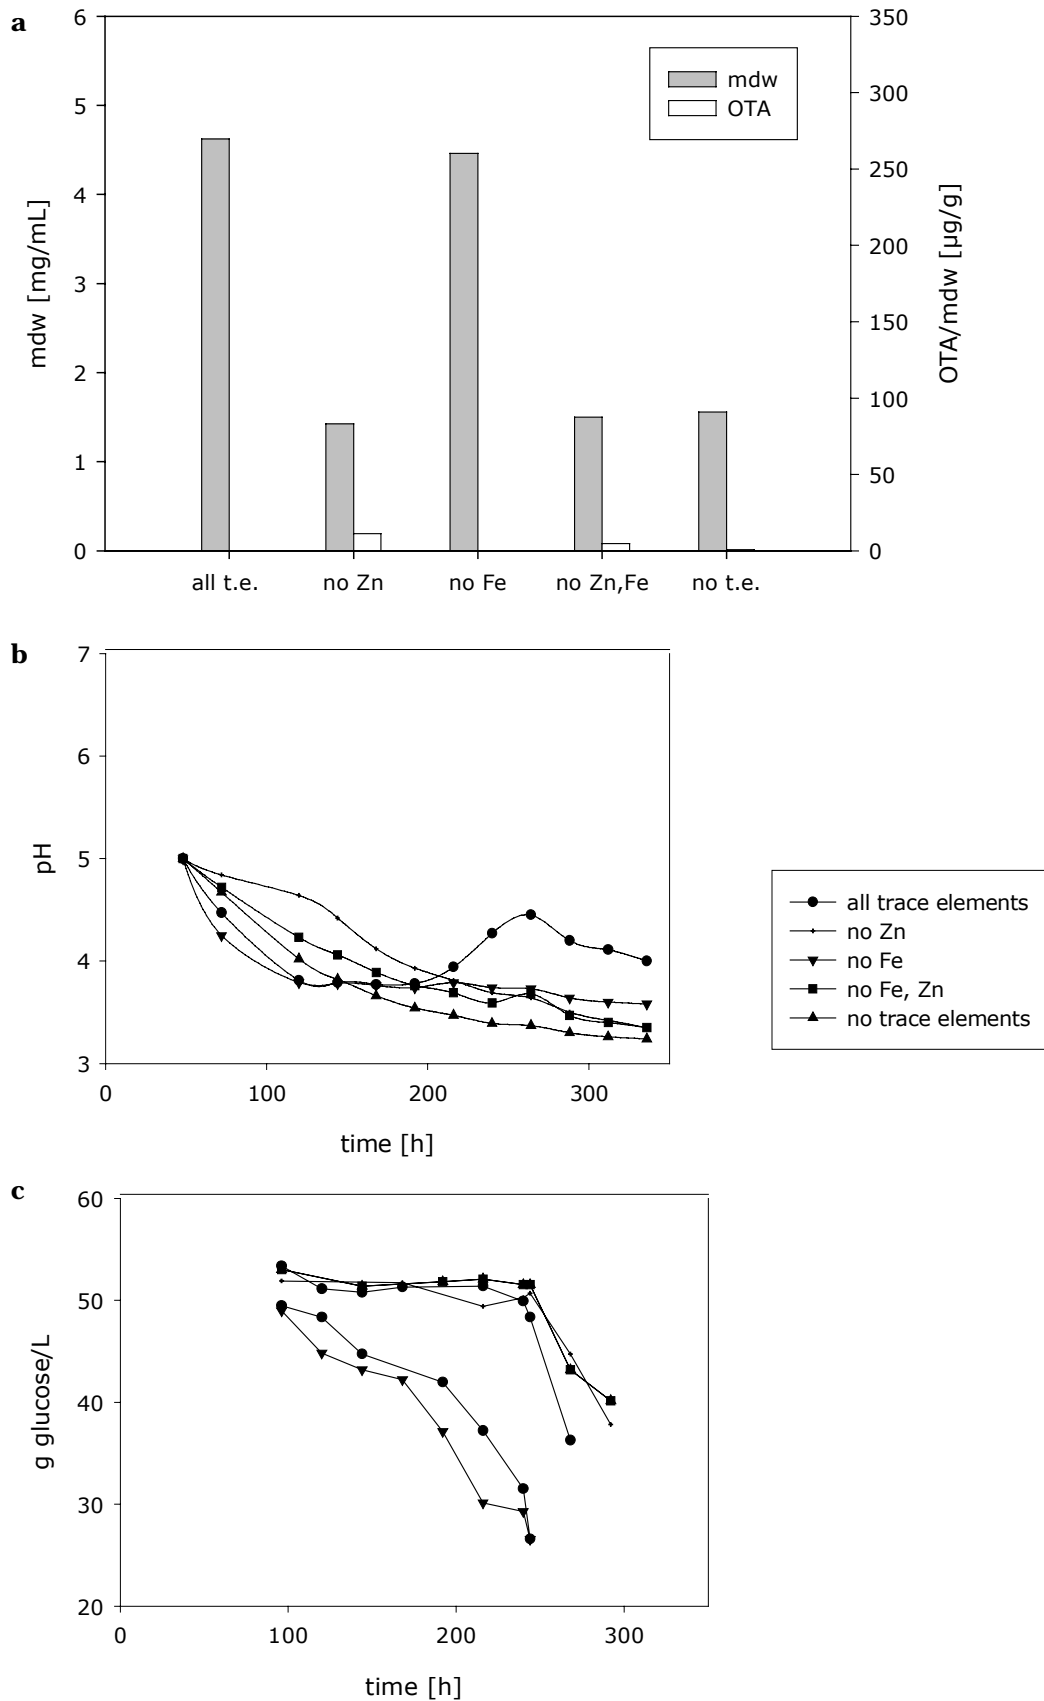 a
6
5
4
3
2
1
0
mdw [mg/mL]
350
300
250
200
150
100
50
0
OTA/mdw [µg/g]
mdw
OTA
all t.e. no Zn no Fe no Zn,Fe no t.e.
b
7
6
5
4
3
pH
0 100 200 300
time [h]
all trace elements
no Zn
no Fe
no Fe, Zn
no trace elements
c
60
50
40
30
20
g glucose/L
0 100 200 300
time [h]